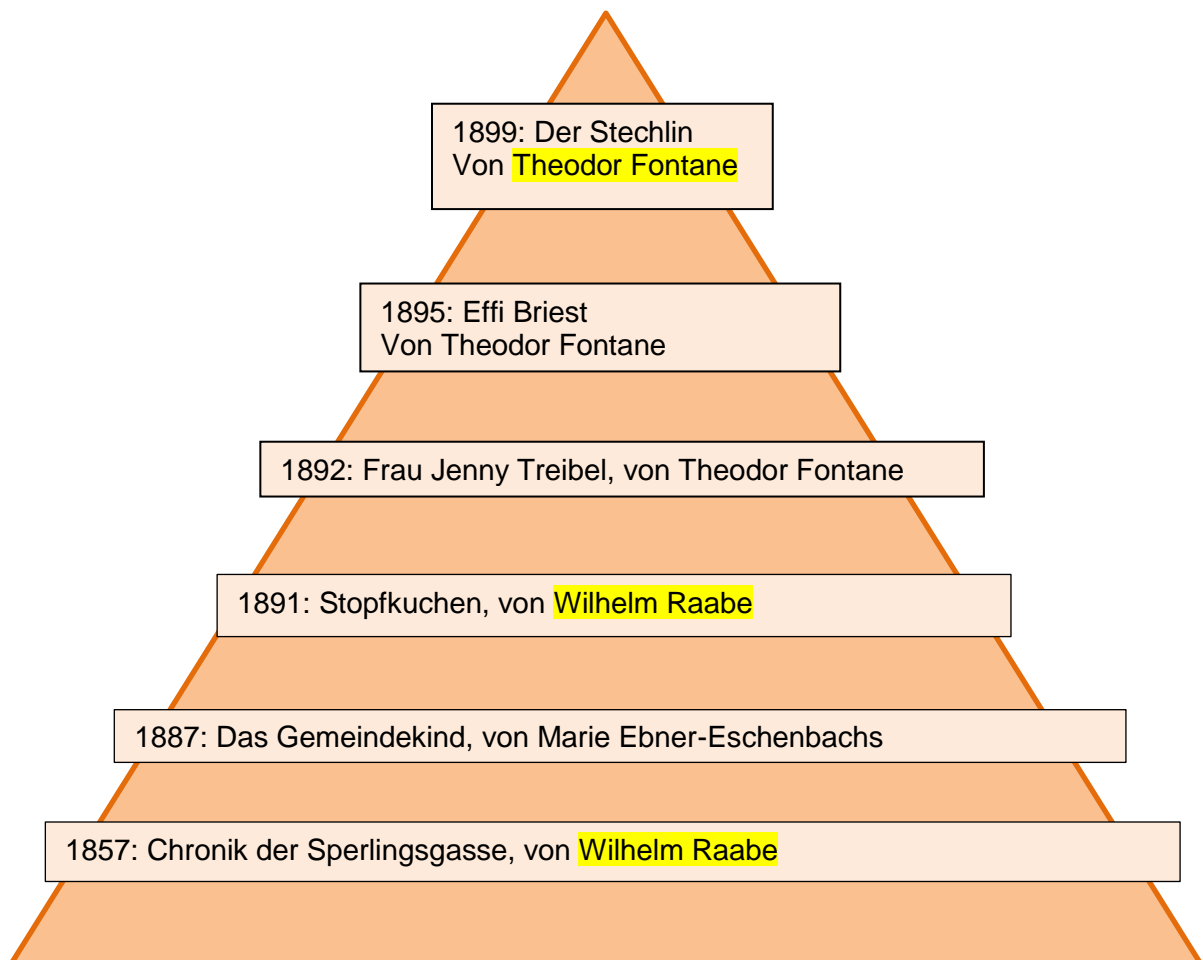 1899: Der Stechlin
Von Theodor Fontane
1895: Effi Briest
Von Theodor Fontane
1892: Frau Jenny Treibel, von Theodor Fontane
1891: Stopfkuchen, von Wilhelm Raabe
1887: Das Gemeindekind, von Marie Ebner-Eschenbachs
1857: Chronik der Sperlingsgasse, von Wilhelm Raabe